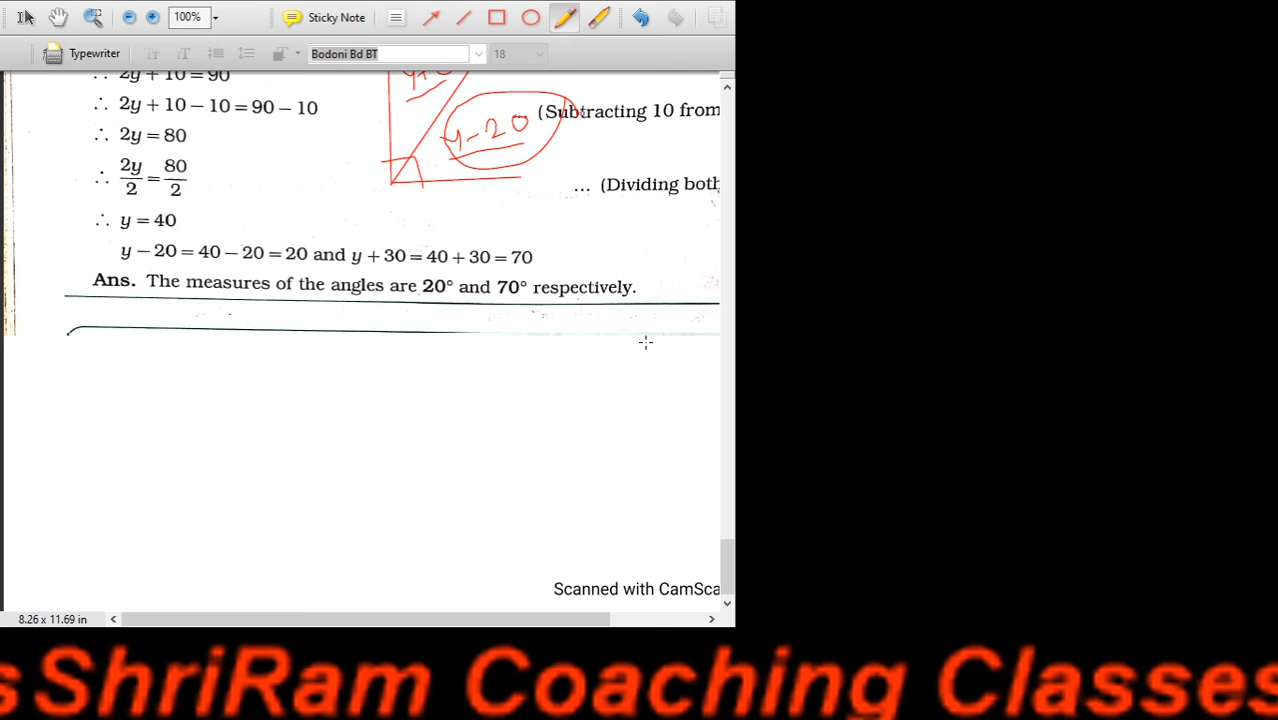 100%
Sticky Note
Typewriter
Bodoni Bd BT
18
∴ 2y + 10 = 90
∴ 2y + 10 − 10 = 90 − 10
(Subtracting 10 from
y − 20
∴ 2y = 80
∴ 2y/2 = 80/2
... (Dividing both
∴ y = 40
y − 20 = 40 − 20 = 20 and y + 30 = 40 + 30 = 70
Ans. The measures of the angles are 20° and 70° respectively.
Scanned with CamSca
8.26 x 11.69 in
s ShriRam Coaching Classes